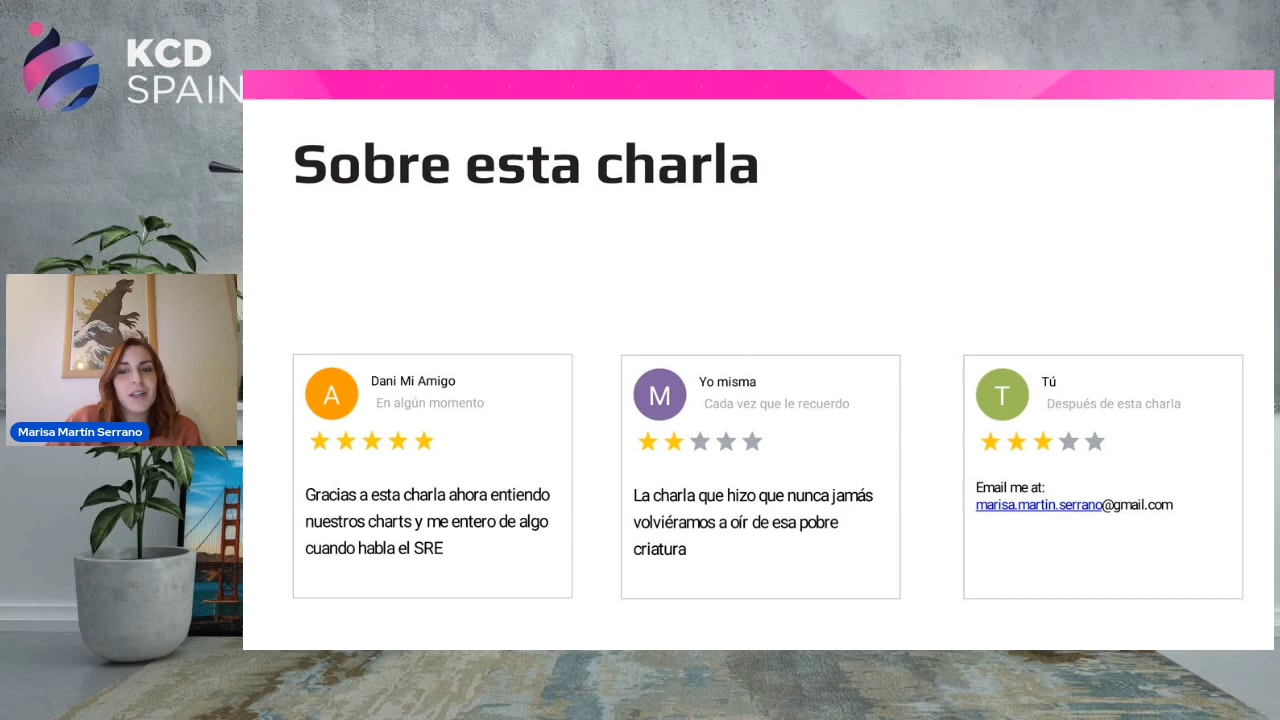 KCD
SPAIN
Sobre esta charla
Marisa Martín Serrano
A
Dani Mi Amigo
En algún momento
Gracias a esta charla ahora entiendo
nuestros charts y me entero de algo
cuando habla el SRE
M
Yo misma
Cada vez que le recuerdo
La charla que hizo que nunca jamás
volviéramos a oír de esa pobre
criatura
T
Tú
Después de esta charla
Email me at:
marisa.martin.serrano@gmail.com